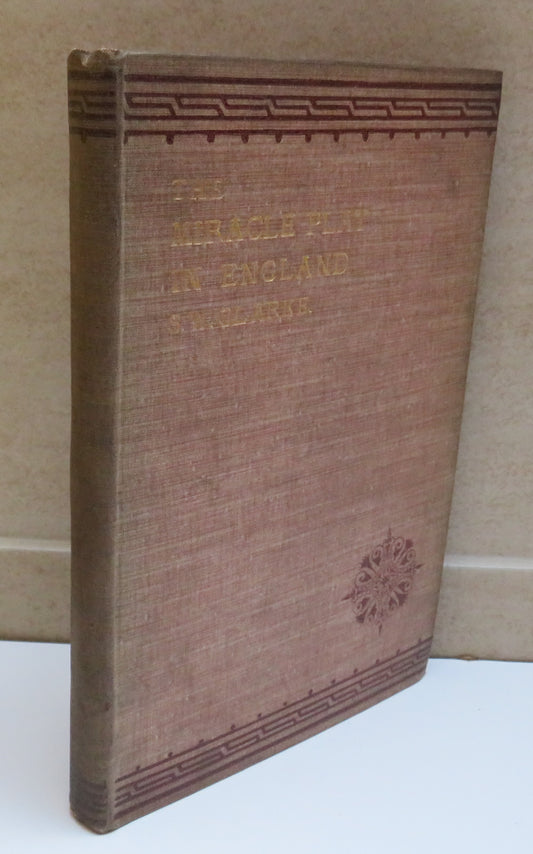 THE
MIRACLE PLAY
IN ENGLAND
S.W. CLARKE.